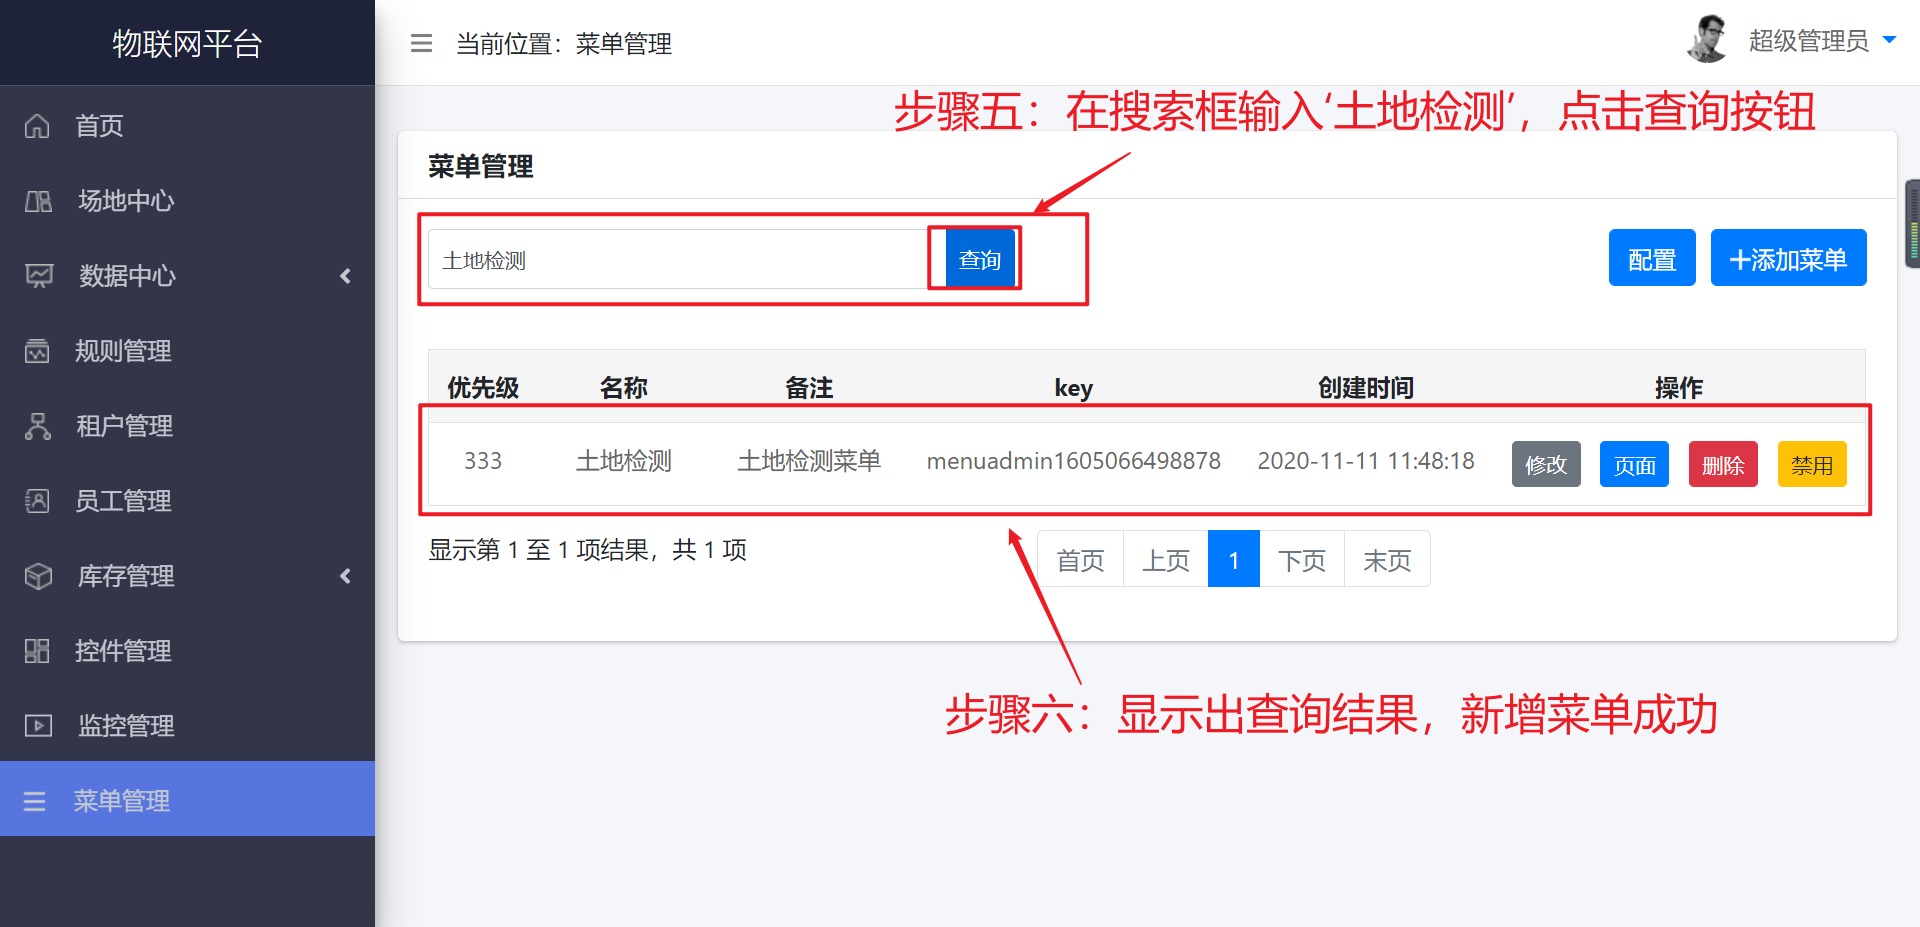 物联网平台
当前位置：菜单管理
超级管理员
首页
场地中心
数据中心
规则管理
租户管理
员工管理
库存管理
控件管理
监控管理
菜单管理
步骤五：在搜索框输入‘土地检测’，点击查询按钮
菜单管理
土地检测 查询 配置 +添加菜单
优先级 名称 备注 key 创建时间 操作
333 土地检测 土地检测菜单 menuadmin1605066498878 2020-11-11 11:48:18 修改 页面 删除 禁用
显示第 1 至 1 项结果，共 1 项
首页 上页 1 下页 末页
步骤六：显示出查询结果，新增菜单成功